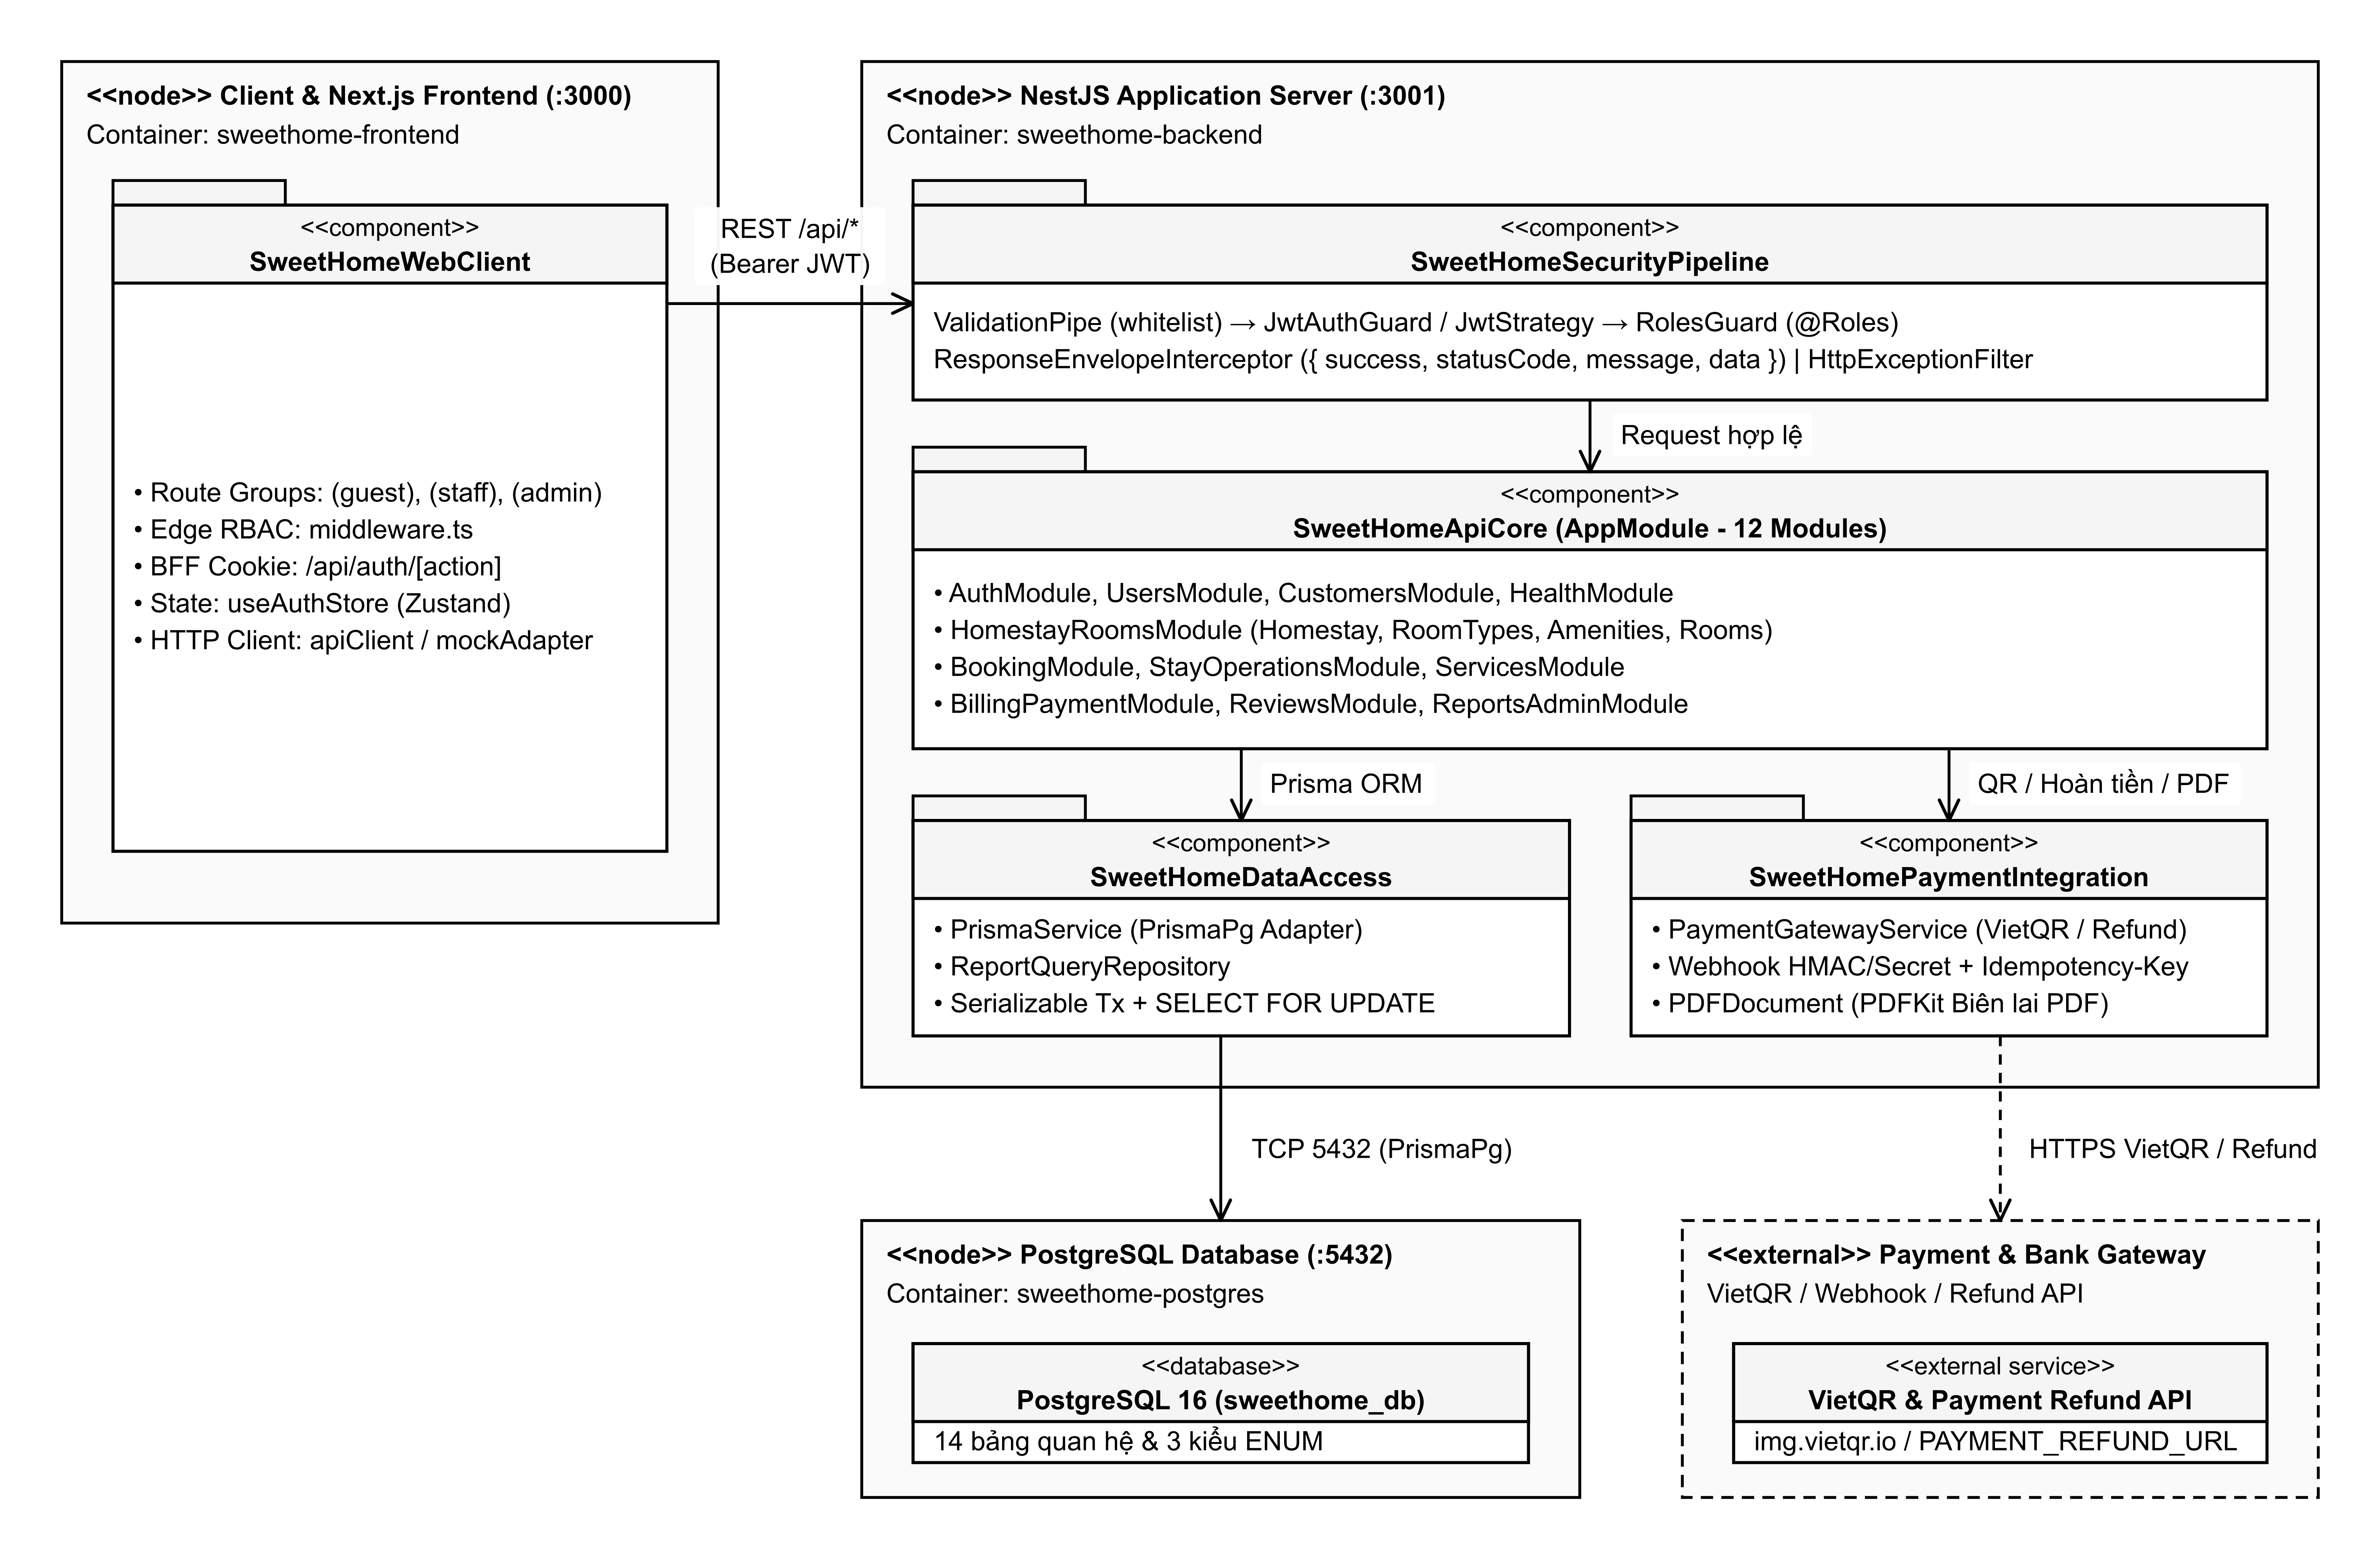 <<node>> Client & Next.js Frontend (:3000)
Container: sweethome-frontend
<<component>>
SweetHomeWebClient
• Route Groups: (guest), (staff), (admin)
• Edge RBAC: middleware.ts
• BFF Cookie: /api/auth/[action]
• State: useAuthStore (Zustand)
• HTTP Client: apiClient / mockAdapter
REST /api/*
(Bearer JWT)
<<node>> NestJS Application Server (:3001)
Container: sweethome-backend
<<component>>
SweetHomeSecurityPipeline
ValidationPipe (whitelist) → JwtAuthGuard / JwtStrategy → RolesGuard (@Roles)
ResponseEnvelopeInterceptor ({ success, statusCode, message, data }) | HttpExceptionFilter
Request hợp lệ
<<component>>
SweetHomeApiCore (AppModule - 12 Modules)
• AuthModule, UsersModule, CustomersModule, HealthModule
• HomestayRoomsModule (Homestay, RoomTypes, Amenities, Rooms)
• BookingModule, StayOperationsModule, ServicesModule
• BillingPaymentModule, ReviewsModule, ReportsAdminModule
Prisma ORM
QR / Hoàn tiền / PDF
<<component>>
SweetHomeDataAccess
• PrismaService (PrismaPg Adapter)
• ReportQueryRepository
• Serializable Tx + SELECT FOR UPDATE
<<component>>
SweetHomePaymentIntegration
• PaymentGatewayService (VietQR / Refund)
• Webhook HMAC/Secret + Idempotency-Key
• PDFDocument (PDFKit Biên lai PDF)
TCP 5432 (PrismaPg)
HTTPS VietQR / Refund
<<node>> PostgreSQL Database (:5432)
Container: sweethome-postgres
<<database>>
PostgreSQL 16 (sweethome_db)
14 bảng quan hệ & 3 kiểu ENUM
<<external>> Payment & Bank Gateway
VietQR / Webhook / Refund API
<<external service>>
VietQR & Payment Refund API
img.vietqr.io / PAYMENT_REFUND_URL